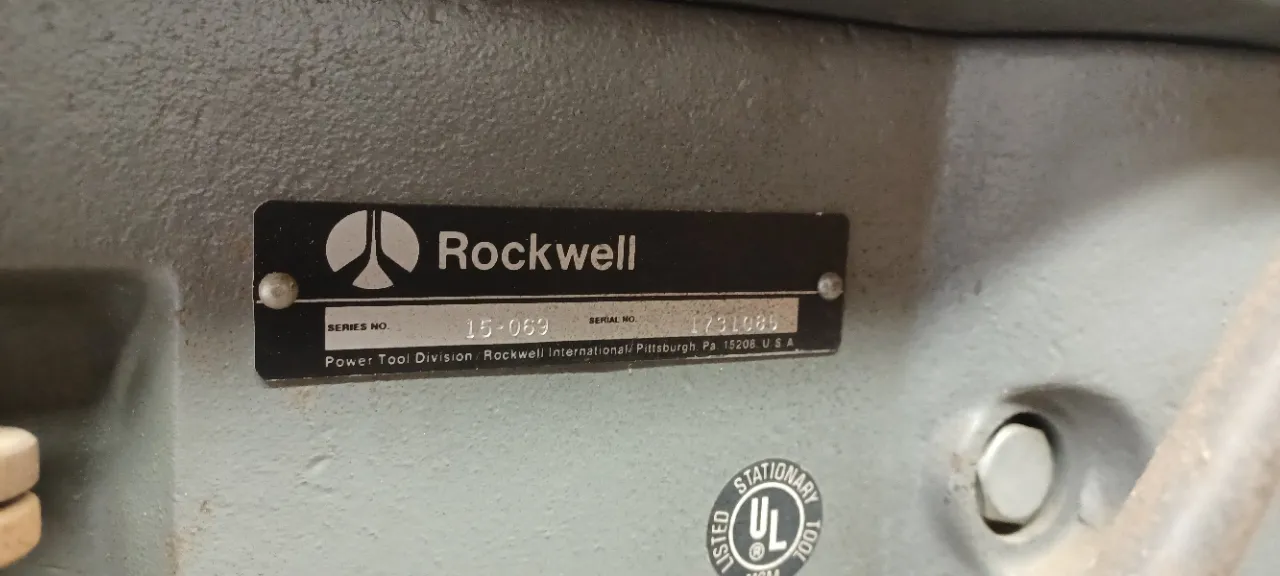 Rockwell
SERIES NO. 15-069 SERIAL NO. 1731086
Power Tool Division / Rockwell International / Pittsburgh, Pa. 15208, U.S.A.
STATIONARY
LISTED UL ® TOOL